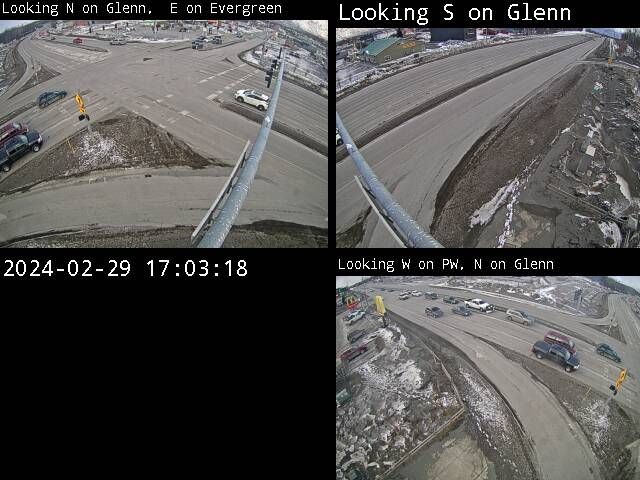 Looking N on Glenn,  E on Evergreen
Looking S on Glenn
2024-02-29 17:03:18
Looking W on PW, N on Glenn